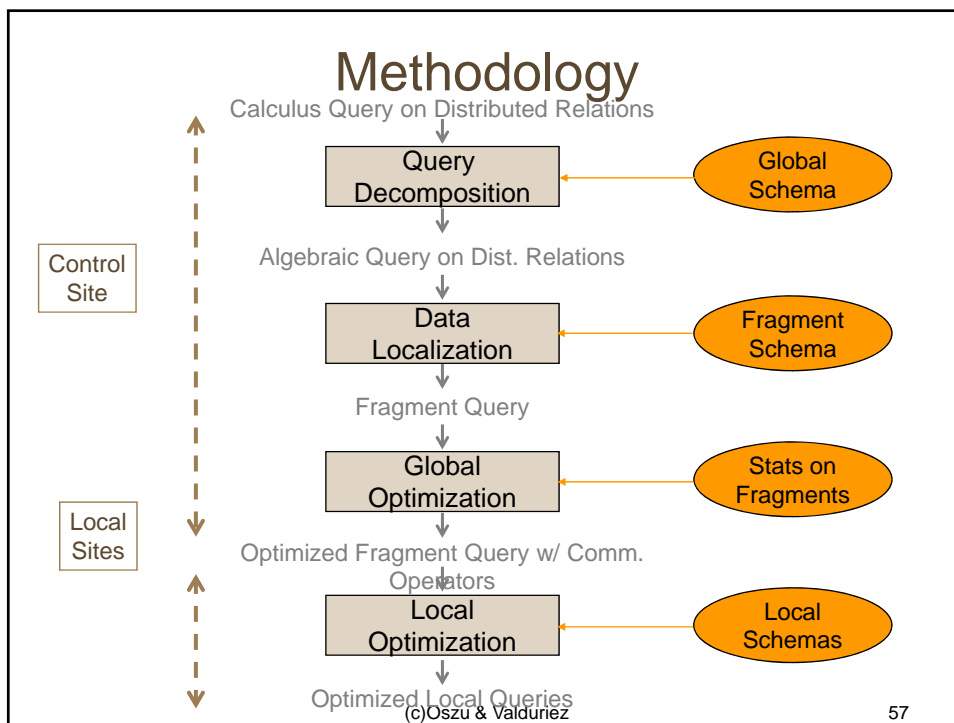 Methodology
Calculus Query on Distributed Relations
Query
Decomposition
Global
Schema
Algebraic Query on Dist. Relations
Control
Site
Data
Localization
Fragment
Schema
Fragment Query
Global
Optimization
Stats on
Fragments
Local
Sites
Optimized Fragment Query w/ Comm.
Operators
Local
Optimization
Local
Schemas
Optimized Local Queries
(c)Oszu & Valduriez
57